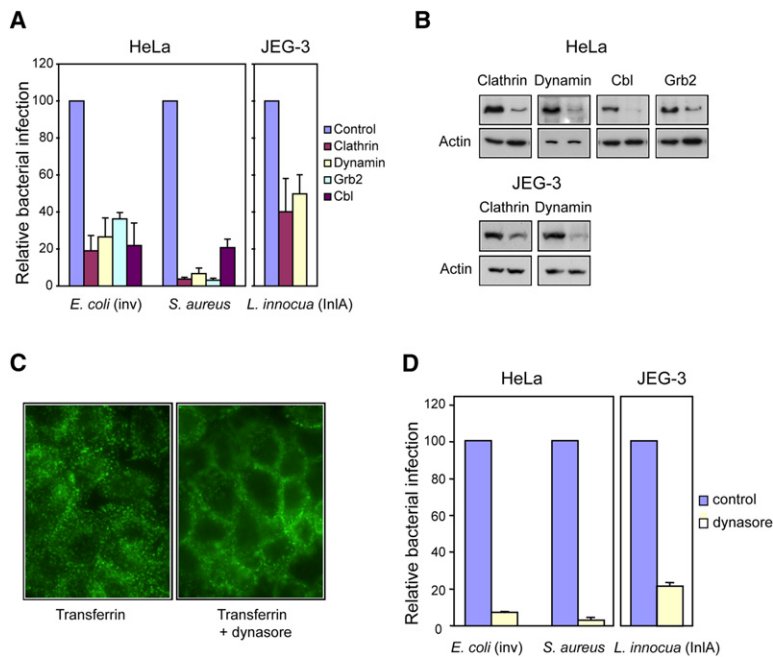 A
HeLa
JEG-3
Relative bacterial infection
120
100
80
60
40
20
0
E. coli (inv)
S. aureus
L. innocua (InlA)
Control
Clathrin
Dynamin
Grb2
Cbl
B
HeLa
Clathrin Dynamin Cbl Grb2
Actin
JEG-3
Clathrin Dynamin
Actin
C
Transferrin
Transferrin
+ dynasore
D
HeLa
JEG-3
Relative bacterial infection
120
100
80
60
40
20
0
E. coli (inv)
S. aureus
L. innocua (InlA)
control
dynasore